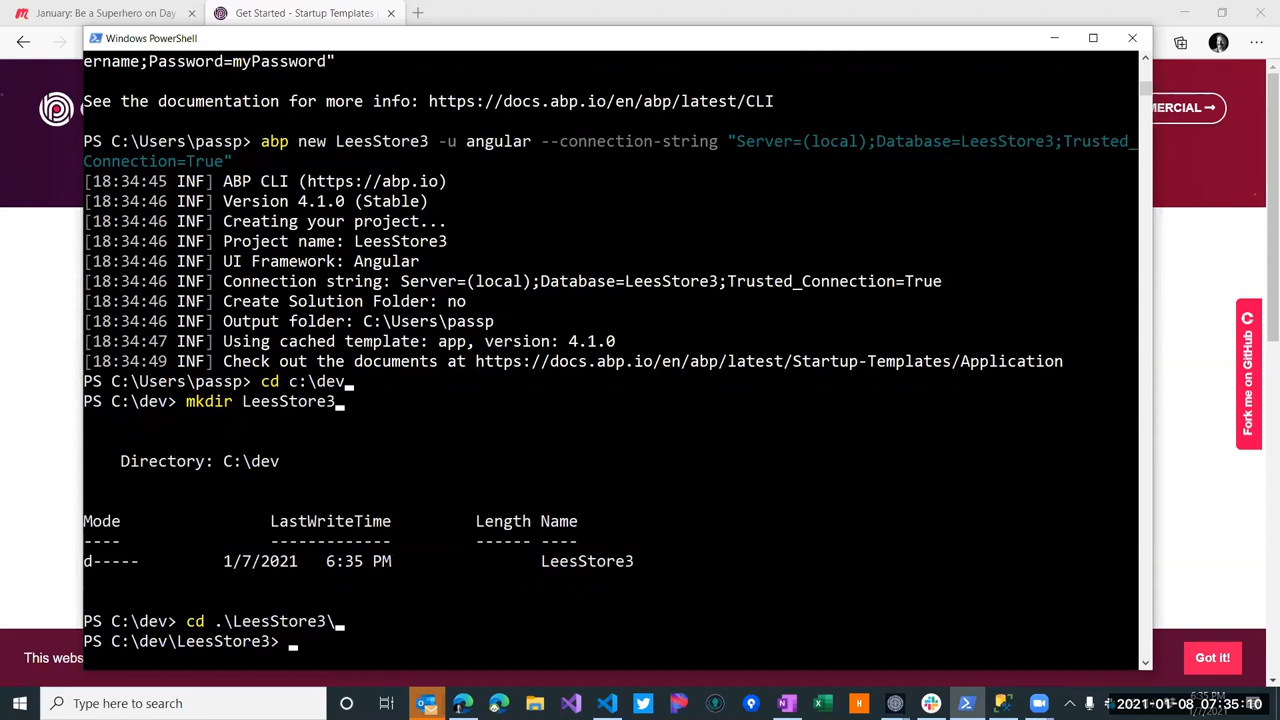 January: Be a Superhero on Day
Get Started - Startup Templates
Windows PowerShell
ername;Password=myPassword"
See the documentation for more info: https://docs.abp.io/en/abp/latest/CLI
PS C:\Users\passp> abp new LeesStore3 -u angular --connection-string "Server=(local);Database=LeesStore3;Trusted_
Connection=True"
[18:34:45 INF] ABP CLI (https://abp.io)
[18:34:46 INF] Version 4.1.0 (Stable)
[18:34:46 INF] Creating your project...
[18:34:46 INF] Project name: LeesStore3
[18:34:46 INF] UI Framework: Angular
[18:34:46 INF] Connection string: Server=(local);Database=LeesStore3;Trusted_Connection=True
[18:34:46 INF] Create Solution Folder: no
[18:34:46 INF] Output folder: C:\Users\passp
[18:34:47 INF] Using cached template: app, version: 4.1.0
[18:34:49 INF] Check out the documents at https://docs.abp.io/en/abp/latest/Startup-Templates/Application
PS C:\Users\passp> cd c:\dev
PS C:\dev> mkdir LeesStore3
Directory: C:\dev
Mode LastWriteTime Length Name
---- ------------- ------ ----
d----- 1/7/2021 6:35 PM LeesStore3
PS C:\dev> cd .\LeesStore3\
PS C:\dev\LeesStore3>
MERCIAL →
Fork me on GitHub
This webs
Got it!
Type here to search
6:35 PM
2021-01-08 07:35:10